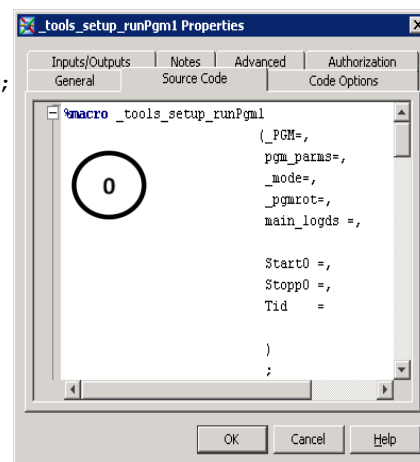 _tools_setup_runPgm1 Properties
Inputs/Outputs Notes Advanced Authorization
;
General Source Code Code Options
%macro _tools_setup_runPgm1
(_PGM=,
pgm_parms=,
_mode=,
0
_pgmrot=,
main_logds =,
Start0 =,
Stopp0 =,
Tid =
)
;
OK Cancel Help